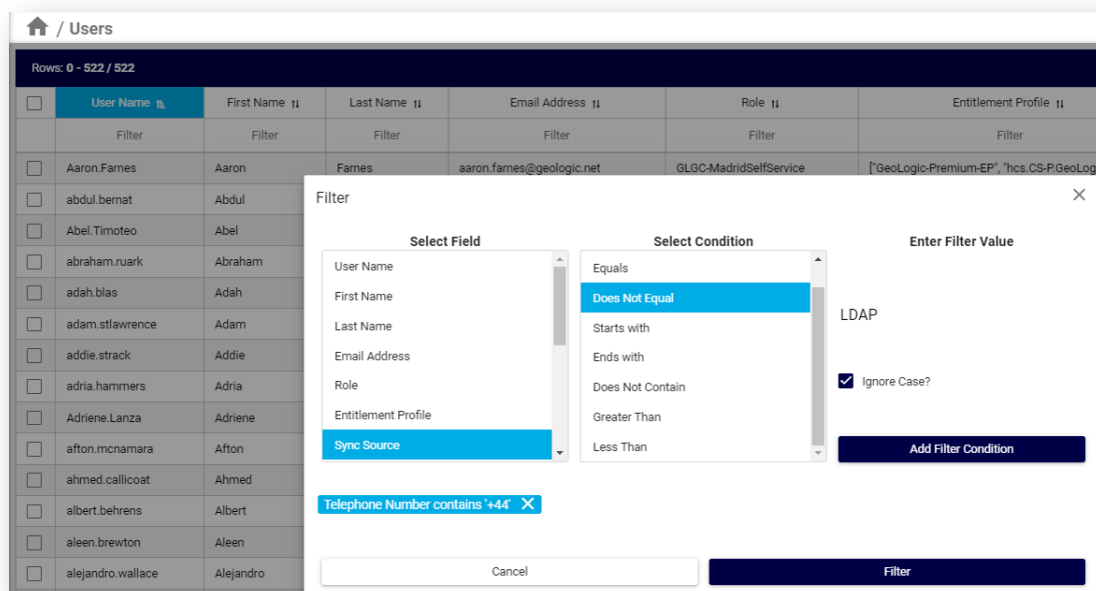 / Users
Rows: 0 - 522 / 522
User Name First Name Last Name Email Address Role Entitlement Profile
Filter Filter Filter Filter Filter Filter
Aaron.Farnes Aaron Farnes aaron.farnes@geologic.net GLGC-MadridSelfService ["GeoLogic-Premium-EP", "hcs.CS-P.GeoLog
abdul.bernat Abdul
Abel.Timoteo Abel
abraham.ruark Abraham
adah.blas Adah
adam.stlawrence Adam
addie.strack Addie
adria.hammers Adria
Adriene.Lanza Adriene
afton.mcnamara Afton
ahmed.callicoat Ahmed
albert.behrens Albert
aleen.brewton Aleen
alejandro.wallace Alejandro
Filter
Select Field
User Name
First Name
Last Name
Email Address
Role
Entitlement Profile
Sync Source
Select Condition
Equals
Does Not Equal
Starts with
Ends with
Does Not Contain
Greater Than
Less Than
Enter Filter Value
LDAP
Ignore Case?
Add Filter Condition
Telephone Number contains '+44'
Cancel
Filter